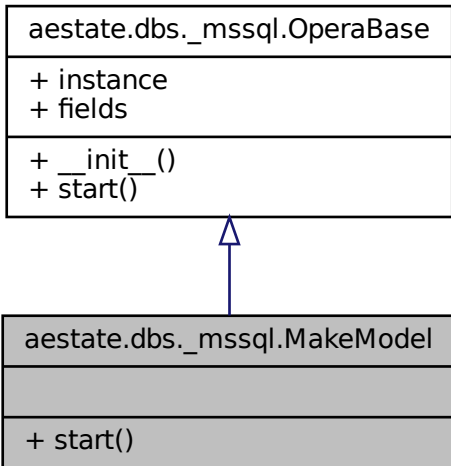 aestate.dbs._mssql.OperaBase
+ instance
+ fields
+ __init__()
+ start()
aestate.dbs._mssql.MakeModel
+ start()